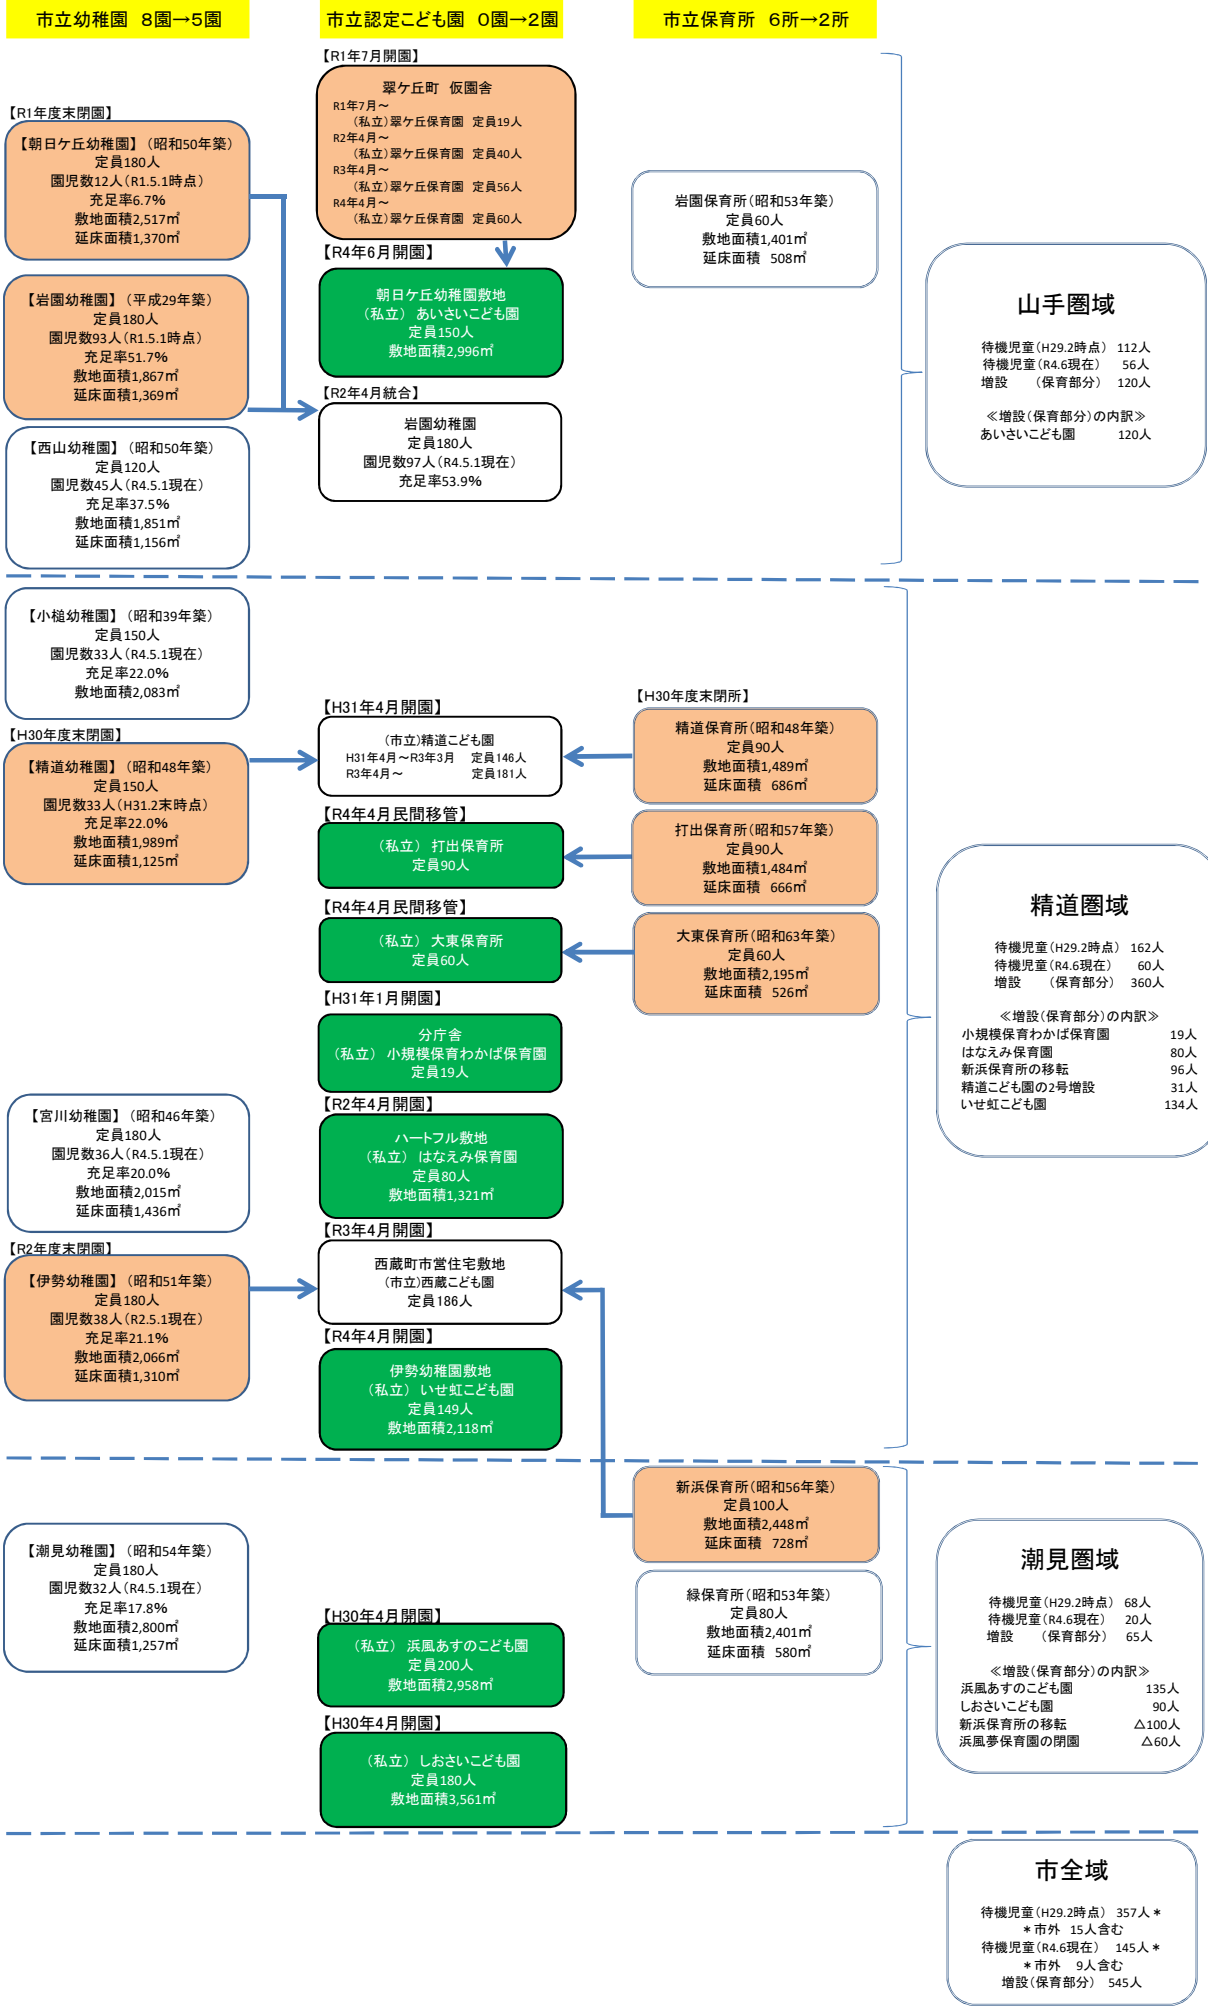 市立幼稚園 8園→5園
市立認定こども園 0園→2園
市立保育所 6所→2所
【R1年度末閉園】
【朝日ケ丘幼稚園】(昭和50年築)
定員180人
園児数12人(R1.5.1時点)
充足率6.7%
敷地面積2,517㎡
延床面積1,370㎡
【岩園幼稚園】(平成29年築)
定員180人
園児数93人(R1.5.1時点)
充足率51.7%
敷地面積1,867㎡
延床面積1,369㎡
【西山幼稚園】(昭和50年築)
定員120人
園児数45人(R4.5.1現在)
充足率37.5%
敷地面積1,851㎡
延床面積1,156㎡
【R1年7月開園】
翠ケ丘町 仮園舎
R1年7月～
(私立)翠ケ丘保育園 定員19人
R2年4月～
(私立)翠ケ丘保育園 定員40人
R3年4月～
(私立)翠ケ丘保育園 定員56人
R4年4月～
(私立)翠ケ丘保育園 定員60人
【R4年6月開園】
朝日ケ丘幼稚園敷地
(私立) あいさいこども園
定員150人
敷地面積2,996㎡
【R2年4月統合】
岩園幼稚園
定員180人
園児数97人(R4.5.1現在)
充足率53.9%
岩園保育所(昭和53年築)
定員60人
敷地面積1,401㎡
延床面積 508㎡
山手圏域
待機児童(H29.2時点) 112人
待機児童(R4.6現在) 56人
増設 (保育部分) 120人
≪増設(保育部分)の内訳≫
あいさいこども園 120人
【小槌幼稚園】(昭和39年築)
定員150人
園児数33人(R4.5.1現在)
充足率22.0%
敷地面積2,083㎡
【H30年度末閉園】
【精道幼稚園】(昭和48年築)
定員150人
園児数33人(H31.2末時点)
充足率22.0%
敷地面積1,989㎡
延床面積1,125㎡
【宮川幼稚園】(昭和46年築)
定員180人
園児数36人(R4.5.1現在)
充足率20.0%
敷地面積2,015㎡
延床面積1,436㎡
【R2年度末閉園】
【伊勢幼稚園】(昭和51年築)
定員180人
園児数38人(R2.5.1現在)
充足率21.1%
敷地面積2,066㎡
延床面積1,310㎡
【H31年4月開園】
(市立)精道こども園
H31年4月～R3年3月 定員146人
R3年4月～ 定員181人
【R4年4月民間移管】
(私立) 打出保育所
定員90人
【R4年4月民間移管】
(私立) 大東保育所
定員60人
【H31年1月開園】
分庁舎
(私立) 小規模保育わかば保育園
定員19人
【R2年4月開園】
ハートフル敷地
(私立) はなえみ保育園
定員80人
敷地面積1,321㎡
【R3年4月開園】
西蔵町市営住宅敷地
(市立)西蔵こども園
定員186人
【R4年4月開園】
伊勢幼稚園敷地
(私立) いせ虹こども園
定員149人
敷地面積2,118㎡
【H30年度末閉所】
精道保育所(昭和48年築)
定員90人
敷地面積1,489㎡
延床面積 686㎡
打出保育所(昭和57年築)
定員90人
敷地面積1,484㎡
延床面積 666㎡
大東保育所(昭和63年築)
定員60人
敷地面積2,195㎡
延床面積 526㎡
精道圏域
待機児童(H29.2時点) 162人
待機児童(R4.6現在) 60人
増設 (保育部分) 360人
≪増設(保育部分)の内訳≫
小規模保育わかば保育園 19人
はなえみ保育園 80人
新浜保育所の移転 96人
精道こども園の2号増設 31人
いせ虹こども園 134人
【潮見幼稚園】(昭和54年築)
定員180人
園児数32人(R4.5.1現在)
充足率17.8%
敷地面積2,800㎡
延床面積1,257㎡
【H30年4月開園】
(私立) 浜風あすのこども園
定員200人
敷地面積2,958㎡
【H30年4月開園】
(私立) しおさいこども園
定員180人
敷地面積3,561㎡
新浜保育所(昭和56年築)
定員100人
敷地面積2,448㎡
延床面積 728㎡
緑保育所(昭和53年築)
定員80人
敷地面積2,401㎡
延床面積 580㎡
潮見圏域
待機児童(H29.2時点) 68人
待機児童(R4.6現在) 20人
増設 (保育部分) 65人
≪増設(保育部分)の内訳≫
浜風あすのこども園 135人
しおさいこども園 90人
新浜保育所の移転 △100人
浜風夢保育園の閉園 △60人
市全域
待機児童(H29.2時点) 357人＊
＊市外 15人含む
待機児童(R4.6現在) 145人＊
＊市外 9人含む
増設(保育部分) 545人